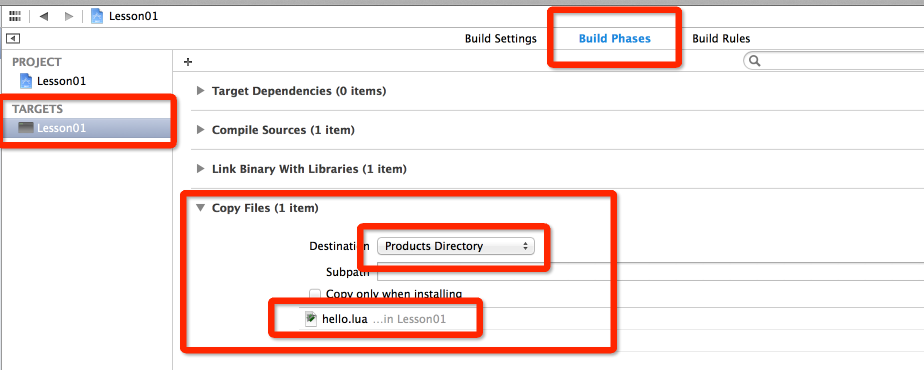 Lesson01
Build Settings Build Phases Build Rules
PROJECT
Lesson01
TARGETS
Lesson01
Target Dependencies (0 items)
Compile Sources (1 item)
Link Binary With Libraries (1 item)
Copy Files (1 item)
Destination Products Directory
Subpath
Copy only when installing
hello.lua ...in Lesson01